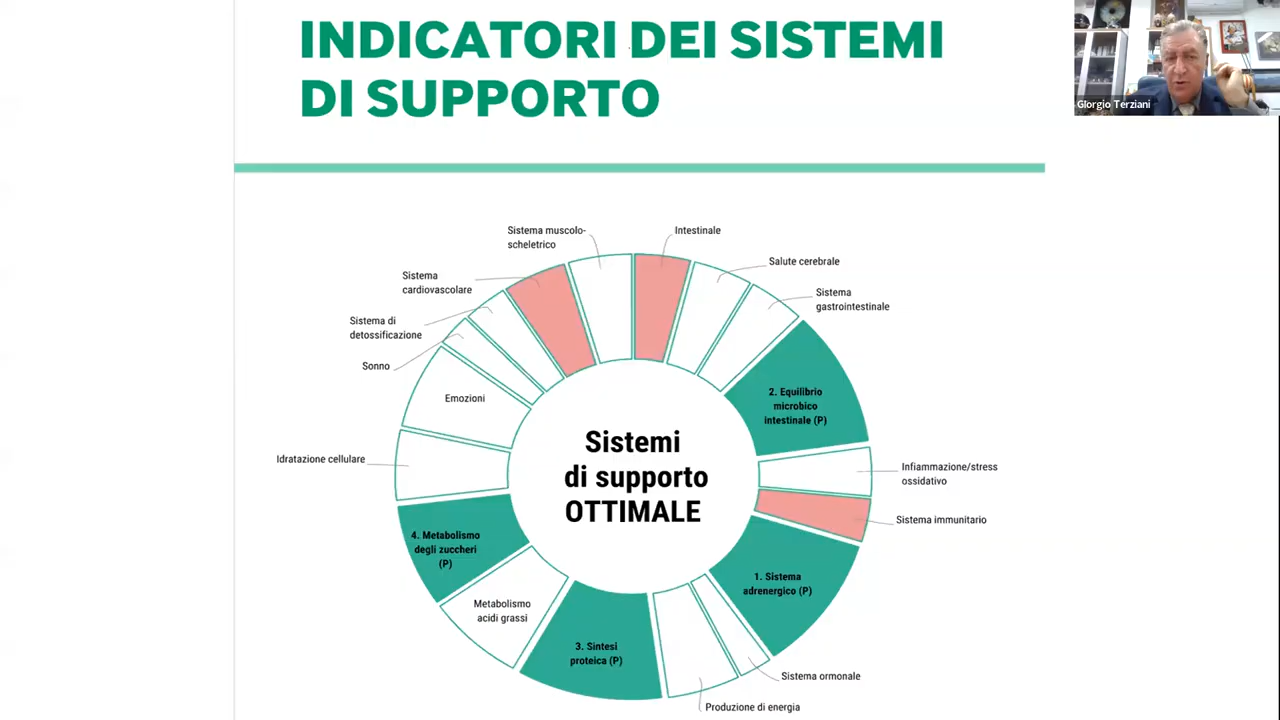 INDICATORI DEI SISTEMI
DI SUPPORTO
Giorgio Terziani
Sistema muscolo-
scheletrico
Intestinale
Salute cerebrale
Sistema
cardiovascolare
Sistema
gastrointestinale
Sistema di
detossificazione
Sonno
Emozioni
2. Equilibrio
microbico
intestinale (P)
Sistemi
di supporto
OTTIMALE
Idratazione cellulare
Infiammazione/stress
ossidativo
Sistema immunitario
4. Metabolismo
degli zuccheri
(P)
1. Sistema
adrenergico (P)
Metabolismo
acidi grassi
3. Sintesi
proteica (P)
Sistema ormonale
Produzione di energia